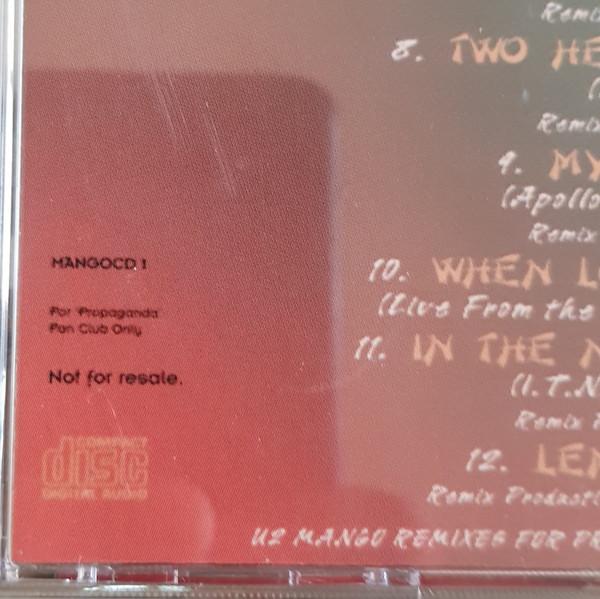 Remi
8. TWO HE
Remix
9. MY
(Apollo
Remix
MANGOCD 1
10. WHEN L
For Propaganda
Fan Club Only
(Live From the
11. IN THE N
Not for resale.
(I.T.N
Remix
COMPACT
disc
DIGITAL AUDIO
12. LE
Remix Producti
U2 MANGO REMIXES FOR PR